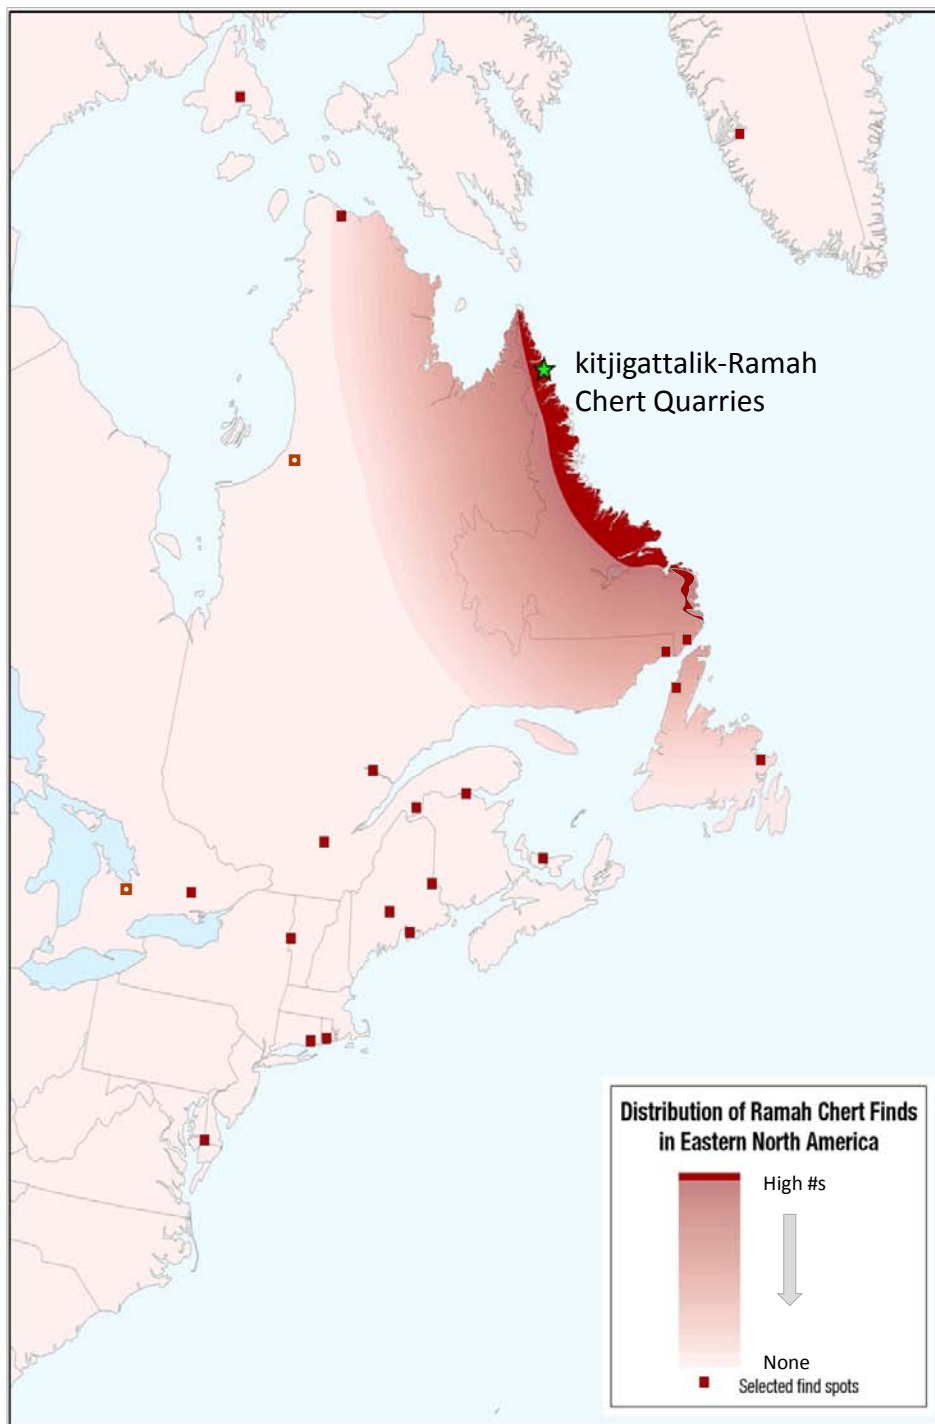 kitjigattalik-Ramah
Chert Quarries
Distribution of Ramah Chert Finds
in Eastern North America
High #s
None
Selected find spots